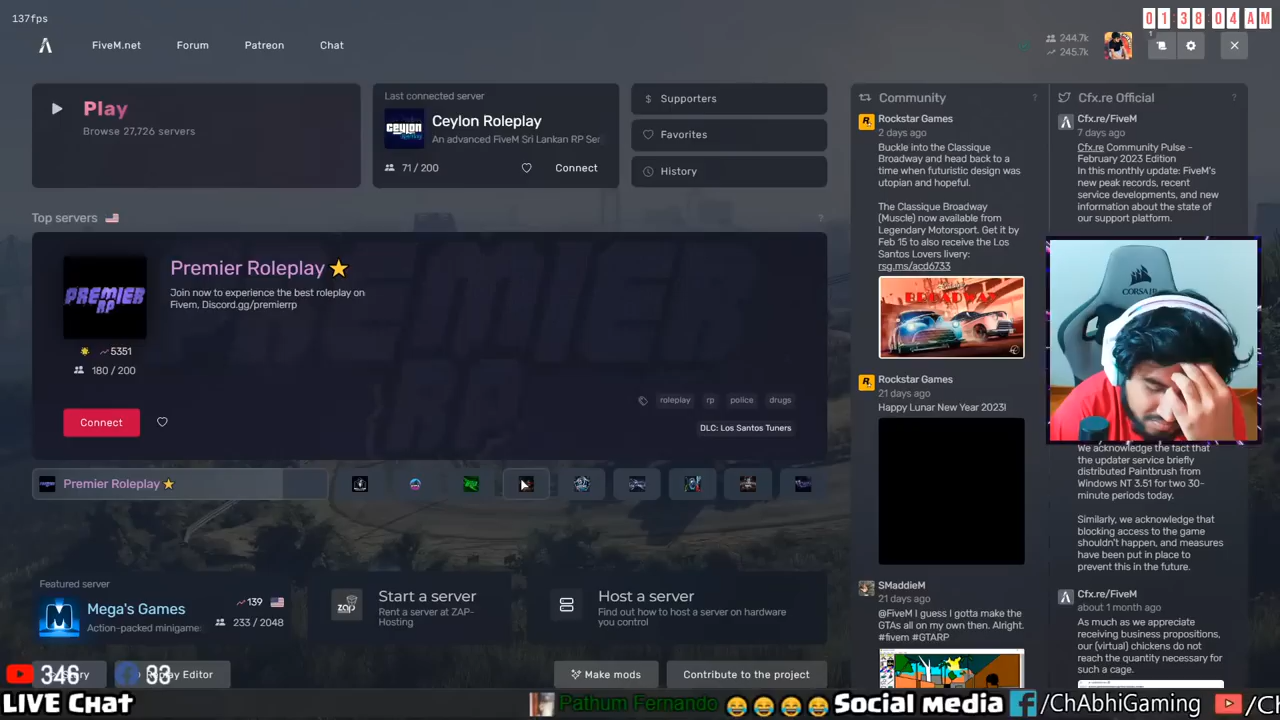 137fps
01:38:04 AM
FiveM.net
Forum
Patreon
Chat
244.7k
245.7k
1
Play
Browse 27,726 servers
Last connected server
CEYLON
Ceylon Roleplay
An advanced FiveM Sri Lankan RP Ser
71 / 200
Connect
$ Supporters
Favorites
History
Top servers
?
PREMIER
RP
Premier Roleplay ⭐
Join now to experience the best roleplay on
Fivem, Discord.gg/premierrp
5351
180 / 200
Connect
roleplay
rp
police
drugs
DLC: Los Santos Tuners
Premier Roleplay ⭐
Featured server
Mega's Games
Action-packed minigame
139
233 / 2048
ZAP
Start a server
Rent a server at ZAP-
Hosting
Host a server
Find out how to host a server on hardware
you control
346
83
ay Editor
Make mods
Contribute to the project
Community
?
Rockstar Games
2 days ago
Buckle into the Classique
Broadway and head back to a
time when futuristic design was
utopian and hopeful.
The Classique Broadway
(Muscle) now available from
Legendary Motorsport. Get it by
Feb 15 to also receive the Los
Santos Lovers livery:
rsg.ms/acd6733
BROADWAY
Rockstar Games
21 days ago
Happy Lunar New Year 2023!
SMaddieM
21 days ago
@FiveM I guess I gotta make the
GTAs all on my own then. Alright.
#fivem #GTARP
Cfx.re Official
?
Cfx.re/FiveM
7 days ago
Cfx.re Community Pulse -
February 2023 Edition
In this monthly update: FiveM's
new peak records, recent
service developments, and new
information about the state of
our support platform.
CORSAIR
We acknowledge the fact that
the updater service briefly
distributed Paintbrush from
Windows NT 3.51 for two 30-
minute periods today.
Similarly, we acknowledge that
blocking access to the game
shouldn't happen, and measures
have been put in place to
prevent this in the future.
Cfx.re/FiveM
about 1 month ago
As much as we appreciate
receiving business propositions,
our (virtual) chickens do not
reach the quantity necessary for
such a cage.
LIVE Chat
Pathum Fernando 😂😂😂😂
Social Media
/ChAbhiGaming
/Ch